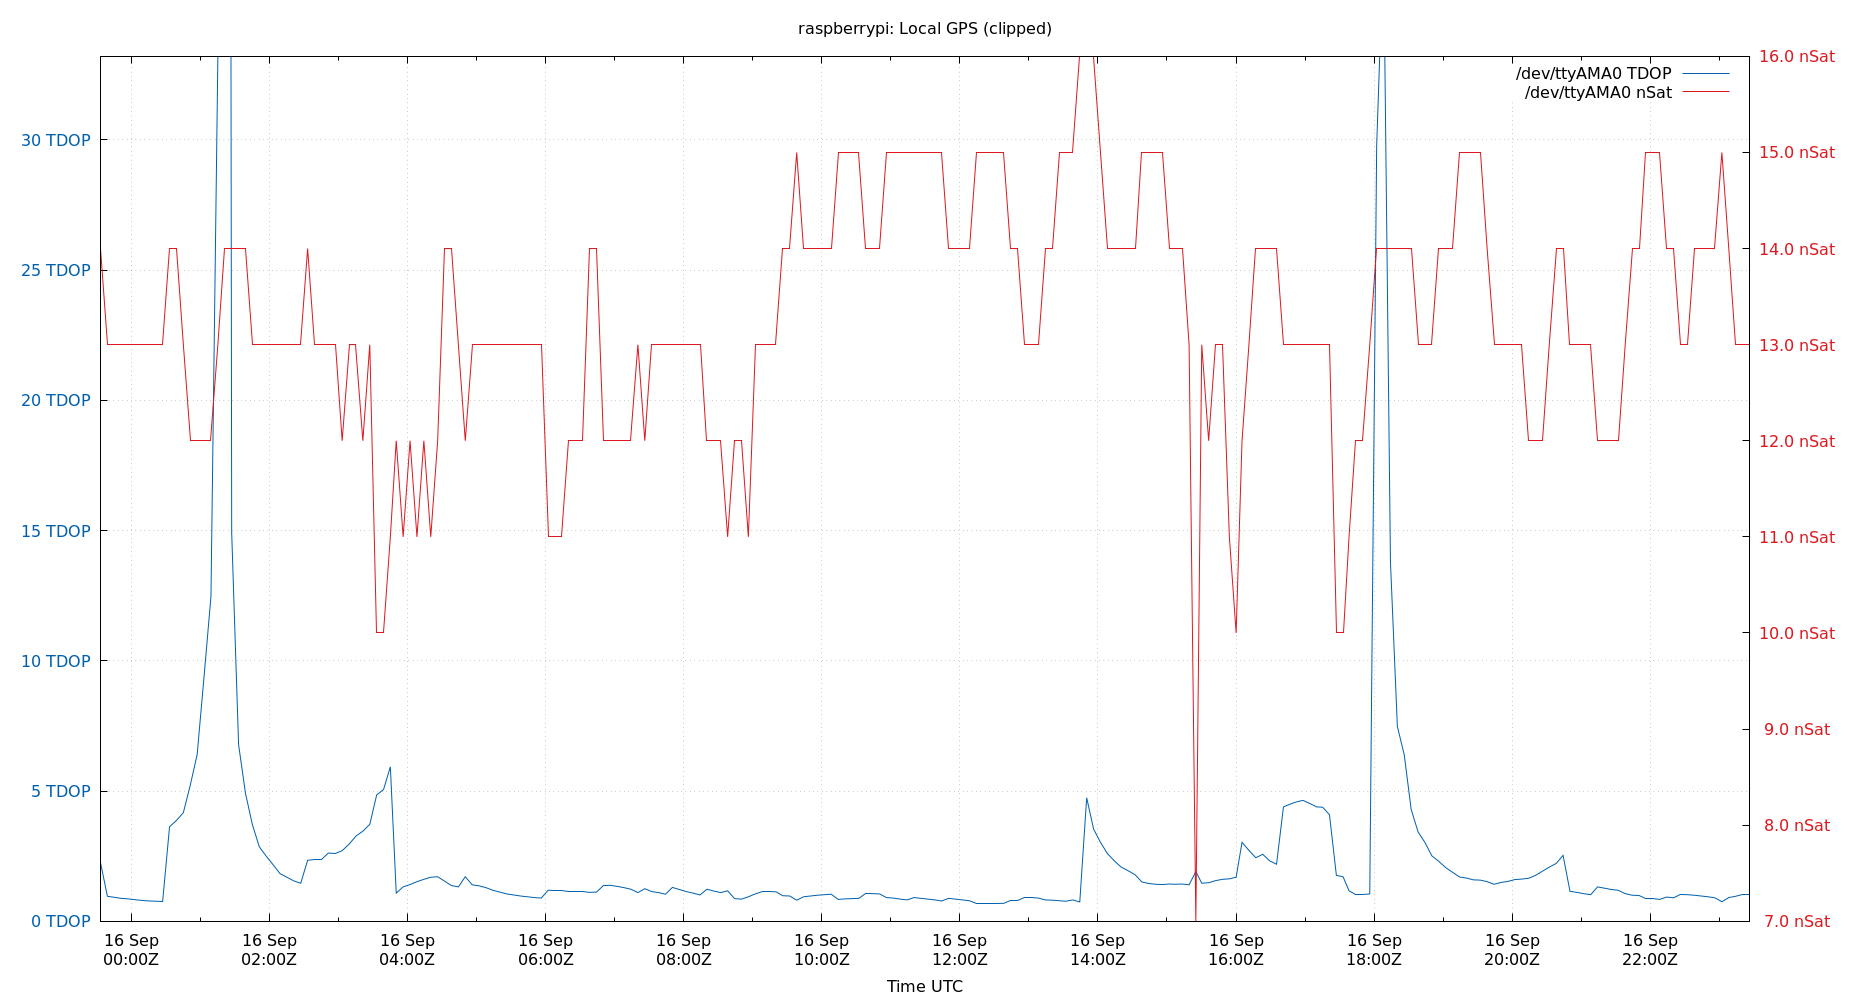 raspberrypi: Local GPS (clipped)
/dev/ttyAMA0 TDOP
/dev/ttyAMA0 nSat
30 TDOP
25 TDOP
20 TDOP
15 TDOP
10 TDOP
5 TDOP
0 TDOP
16.0 nSat
15.0 nSat
14.0 nSat
13.0 nSat
12.0 nSat
11.0 nSat
10.0 nSat
9.0 nSat
8.0 nSat
7.0 nSat
16 Sep
00:00Z
16 Sep
02:00Z
16 Sep
04:00Z
16 Sep
06:00Z
16 Sep
08:00Z
16 Sep
10:00Z
16 Sep
12:00Z
16 Sep
14:00Z
16 Sep
16:00Z
16 Sep
18:00Z
16 Sep
20:00Z
16 Sep
22:00Z
Time UTC